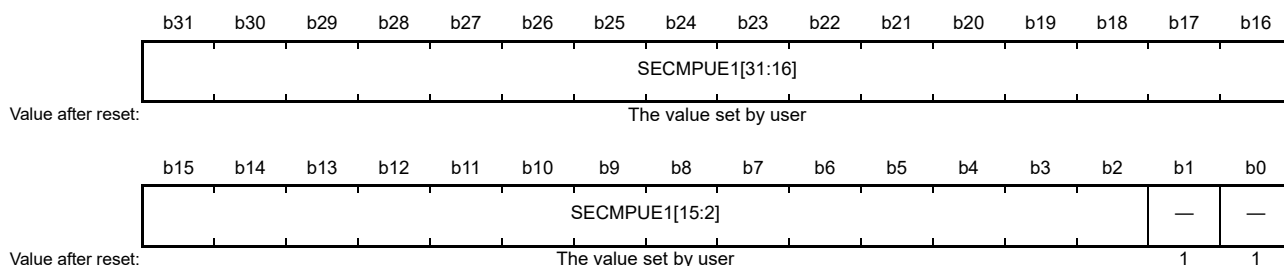 b31 b30 b29 b28 b27 b26 b25 b24 b23 b22 b21 b20 b19 b18 b17 b16
SECMPUE1[31:16]
Value after reset: The value set by user
b15 b14 b13 b12 b11 b10 b9 b8 b7 b6 b5 b4 b3 b2 b1 b0
SECMPUE1[15:2] — —
Value after reset: The value set by user 1 1